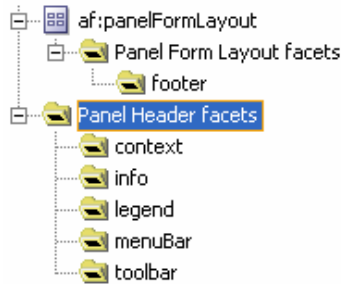 af:panelFormLayout
Panel Form Layout facets
footer
Panel Header facets
context
info
legend
menuBar
toolbar